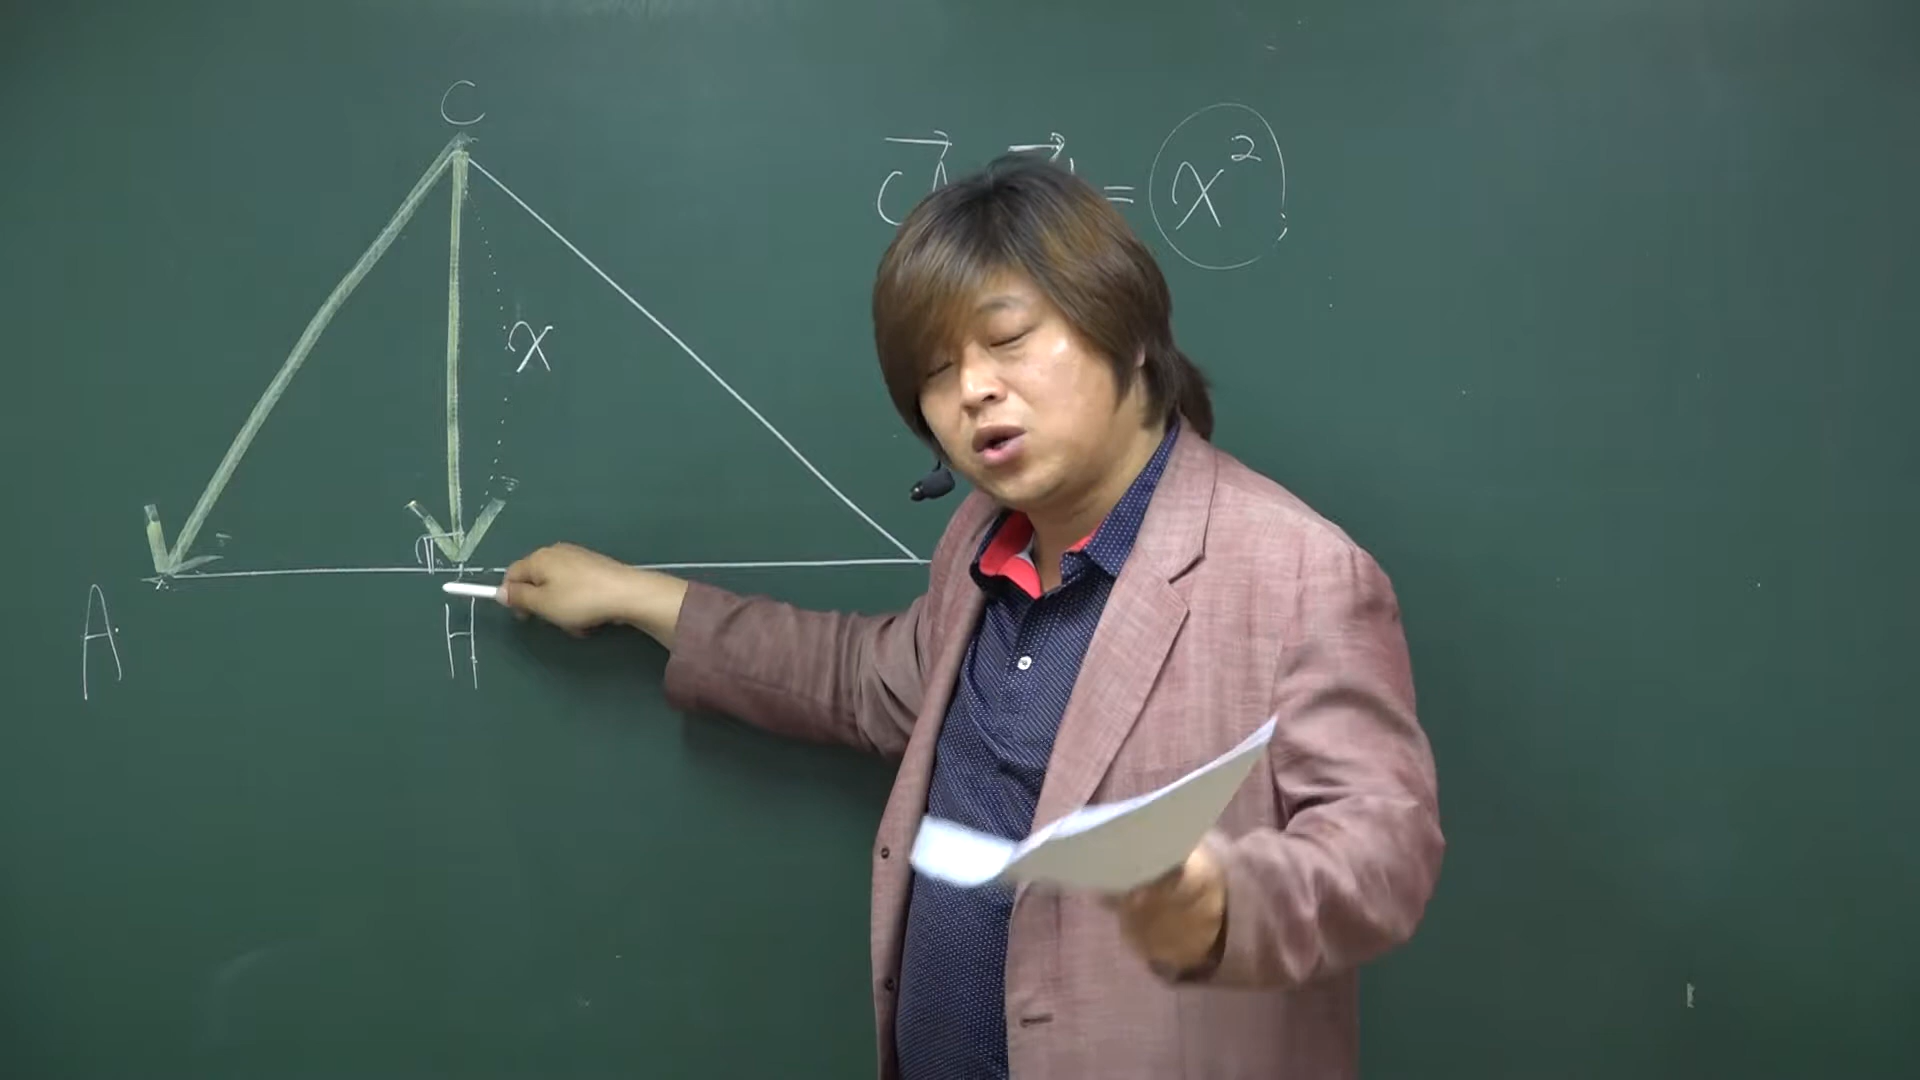 C
= x²
x
A
H